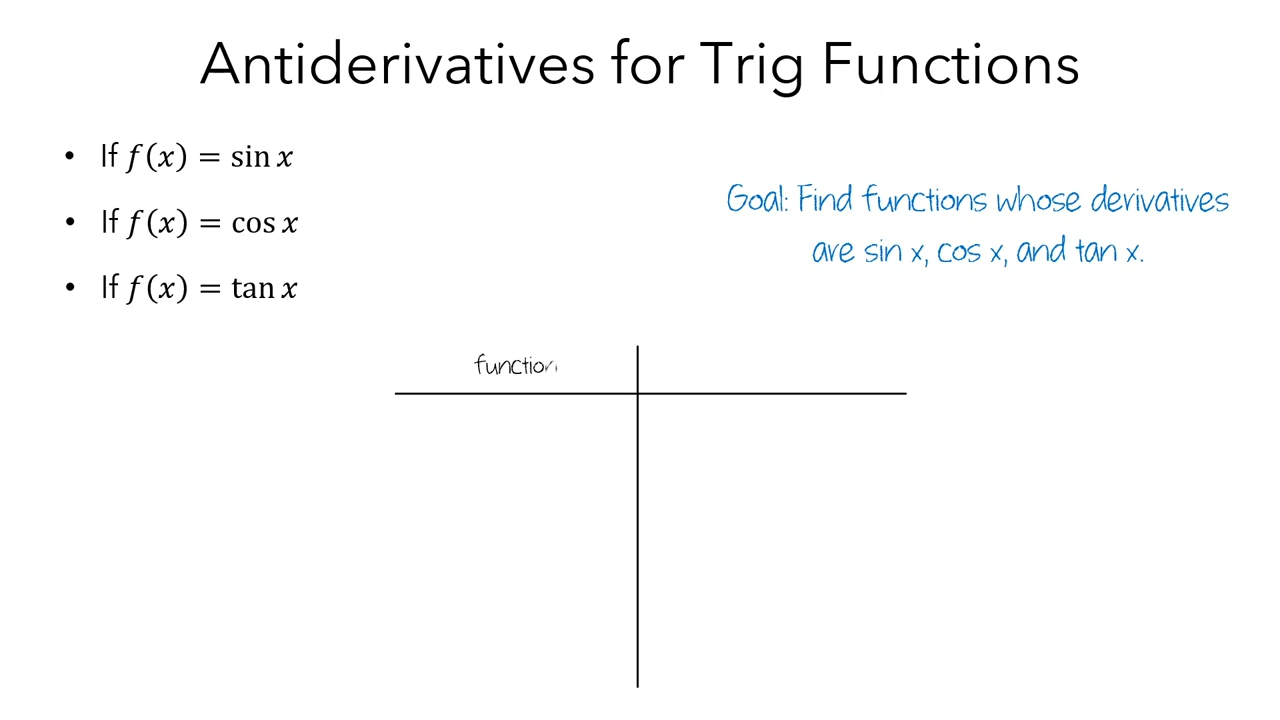 Antiderivatives for Trig Functions
• If f(x) = sin x
• If f(x) = cos x
• If f(x) = tan x
Goal: Find functions whose derivatives
are sin x, cos x, and tan x.
function